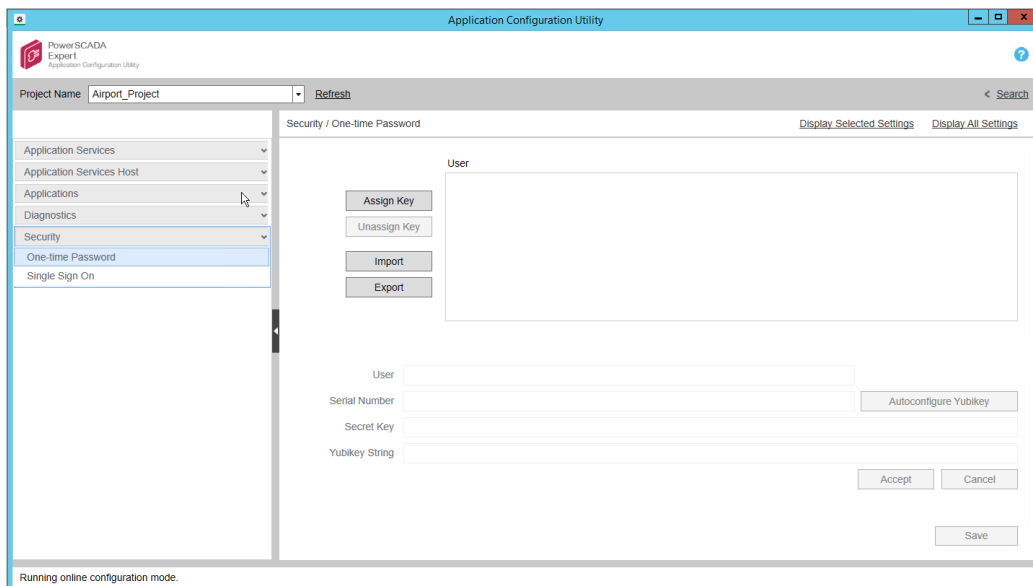 Application Configuration Utility
PowerSCADA
Expert
Application Configuration Utility
?
Project Name Airport_Project Refresh Search
Security / One-time Password Display Selected Settings Display All Settings
Application Services
Application Services Host
Applications
Diagnostics
Security
One-time Password
Single Sign On
User
Assign Key
Unassign Key
Import
Export
User
Serial Number Autoconfigure Yubikey
Secret Key
Yubikey String
Accept Cancel
Save
Running online configuration mode.